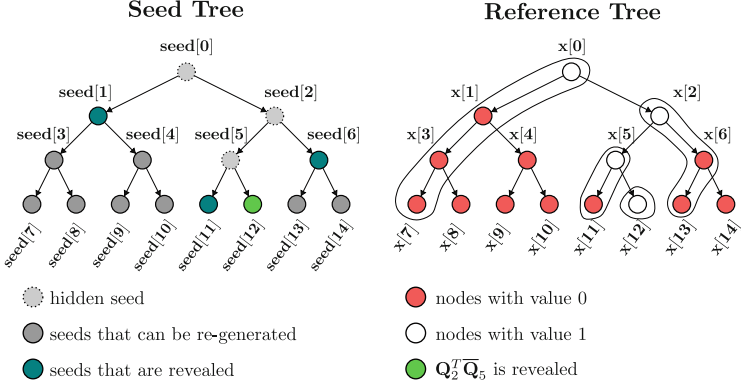 Seed Tree
seed[0]
seed[1]
seed[2]
seed[3]
seed[4]
seed[5]
seed[6]
seed[7]
seed[8]
seed[9]
seed[10]
seed[11]
seed[12]
seed[13]
seed[14]
hidden seed
seeds that can be re-generated
seeds that are revealed
Reference Tree
x[0]
x[1]
x[2]
x[3]
x[4]
x[5]
x[6]
x[7]
x[8]
x[9]
x[10]
x[11]
x[12]
x[13]
x[14]
nodes with value 0
nodes with value 1
Q₂ᵀQ̅₅ is revealed